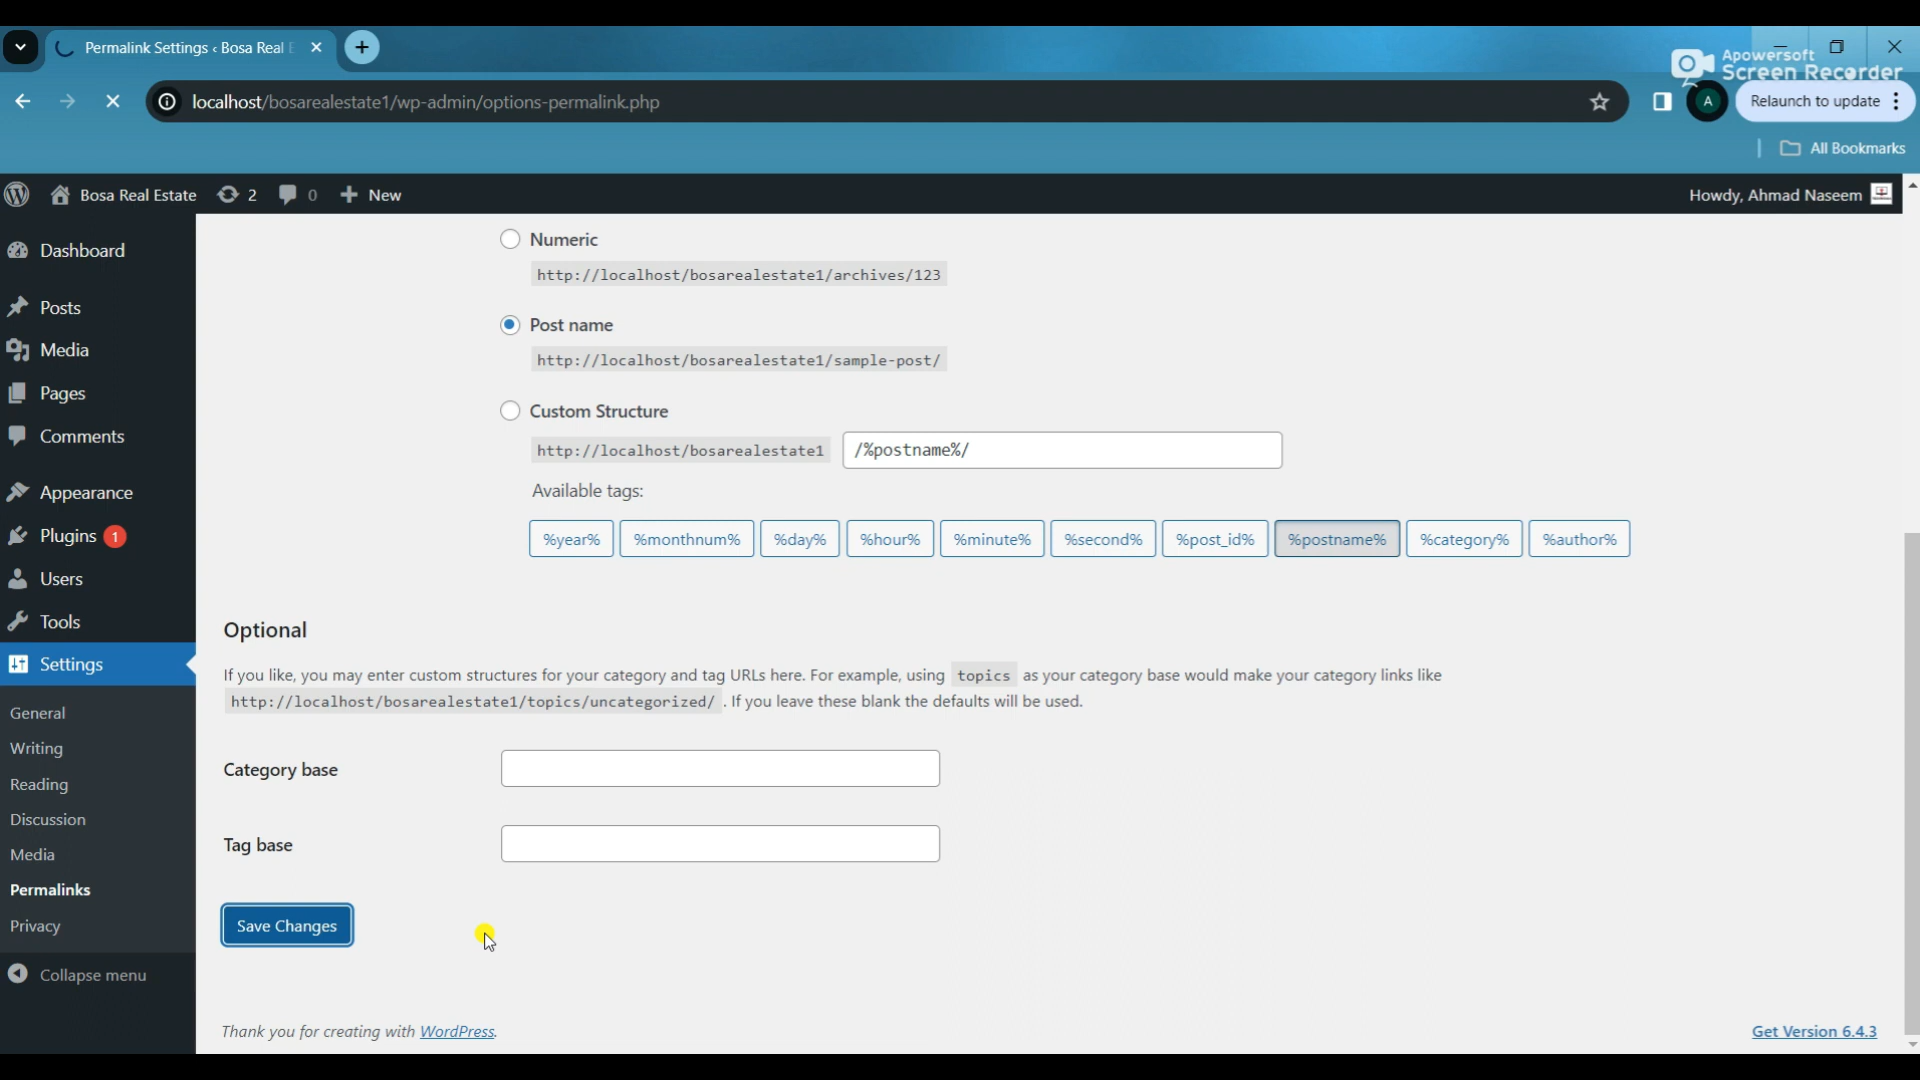 Permalink Settings ‹ Bosa Real E
Apowersoft
Screen Recorder
localhost/bosarealestate1/wp-admin/options-permalink.php
A
Relaunch to update
All Bookmarks
Bosa Real Estate 2 0 New
Howdy, Ahmad Naseem
Dashboard
Posts
Media
Pages
Comments
Appearance
Plugins 1
Users
Tools
Settings
General
Writing
Reading
Discussion
Media
Permalinks
Privacy
Collapse menu
Numeric
http://localhost/bosarealestate1/archives/123
Post name
http://localhost/bosarealestate1/sample-post/
Custom Structure
http://localhost/bosarealestate1 /%postname%/
Available tags:
%year% %monthnum% %day% %hour% %minute% %second% %post_id% %postname% %category% %author%
Optional
If you like, you may enter custom structures for your category and tag URLs here. For example, using topics as your category base would make your category links like
http://localhost/bosarealestate1/topics/uncategorized/ . If you leave these blank the defaults will be used.
Category base
Tag base
Save Changes
Thank you for creating with WordPress.
Get Version 6.4.3